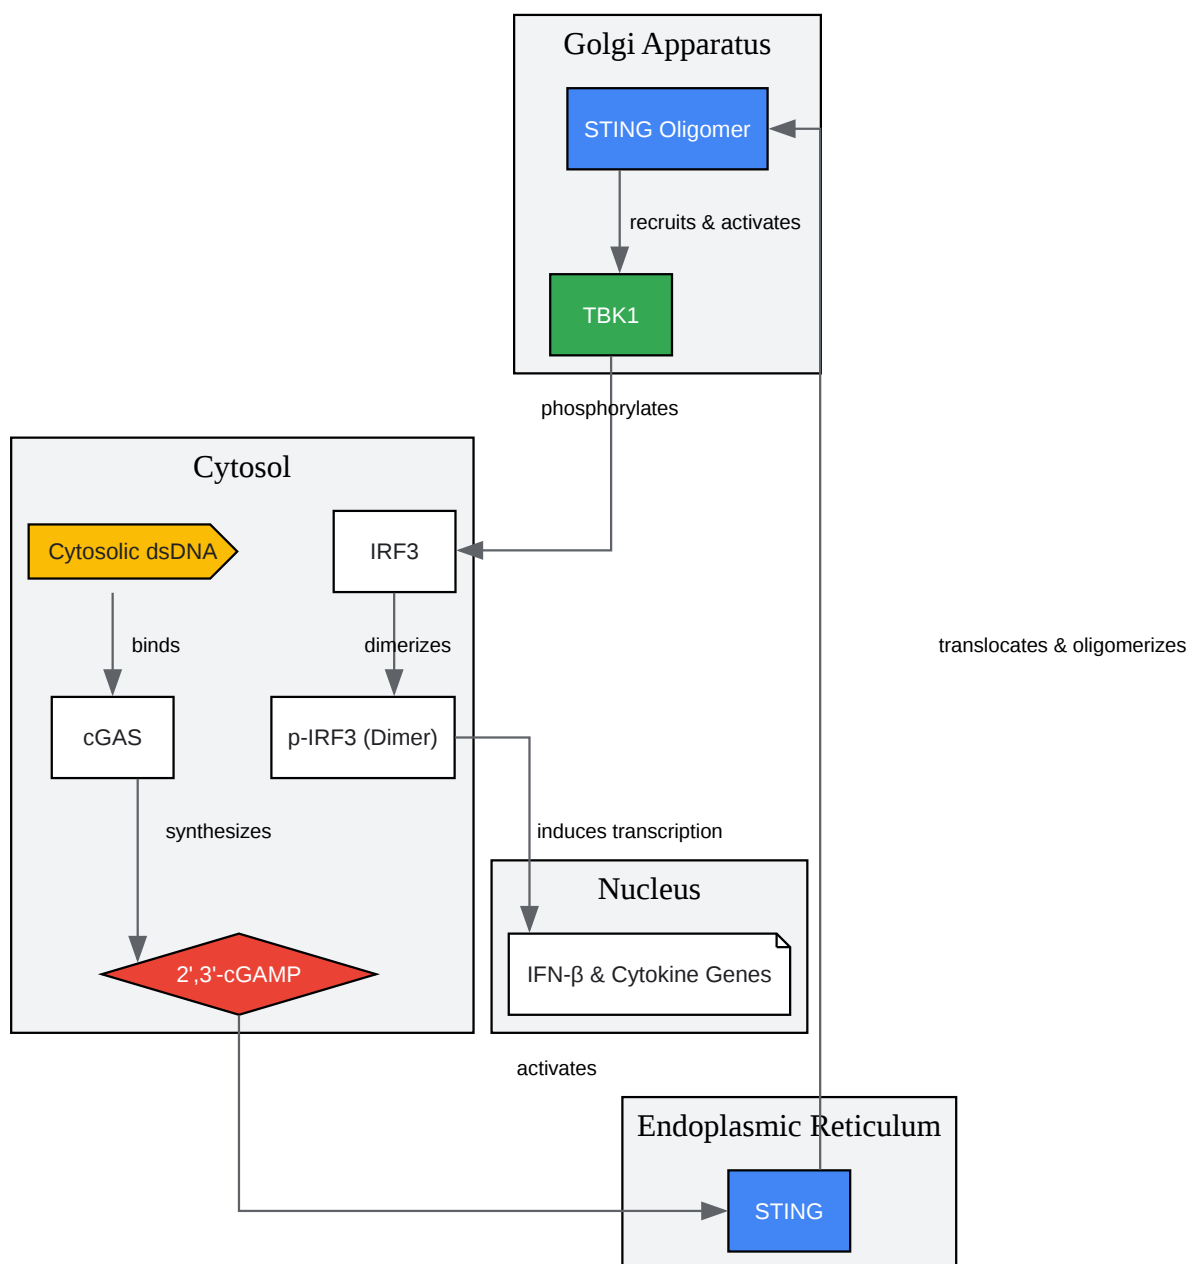 Golgi Apparatus
STING Oligomer
recruits & activates
TBK1
phosphorylates
Cytosol
Cytosolic dsDNA
IRF3
binds
dimerizes
translocates & oligomerizes
cGAS
p-IRF3 (Dimer)
synthesizes
induces transcription
Nucleus
2',3'-cGAMP
IFN-β & Cytokine Genes
activates
Endoplasmic Reticulum
STING